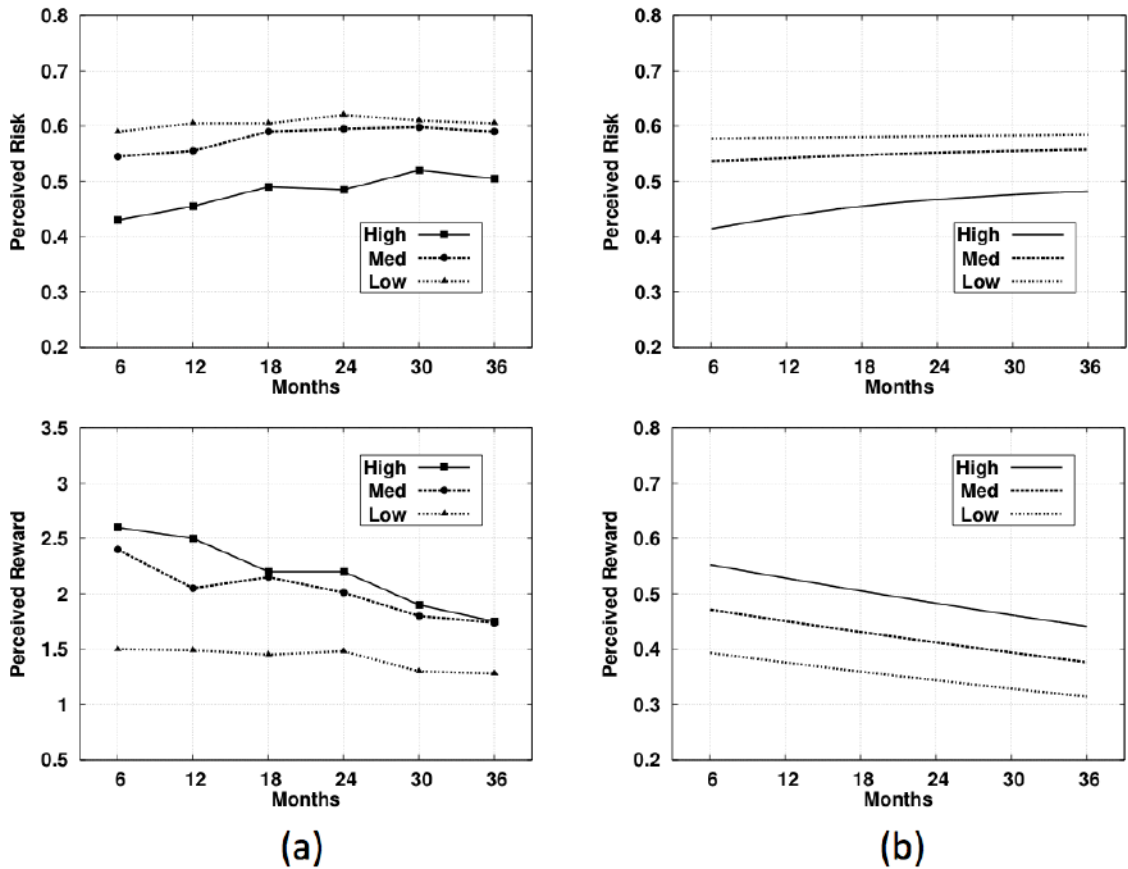 0.8
0.7
0.6
0.5
0.4
0.3
0.2
Perceived Risk
High
Med
Low
6 12 18 24 30 36
Months
0.8
0.7
0.6
0.5
0.4
0.3
0.2
Perceived Risk
High
Med
Low
6 12 18 24 30 36
Months
3.5
3
2.5
2
1.5
1
0.5
Perceived Reward
High
Med
Low
6 12 18 24 30 36
Months
0.8
0.7
0.6
0.5
0.4
0.3
0.2
Perceived Reward
High
Med
Low
6 12 18 24 30 36
Months
(a)
(b)